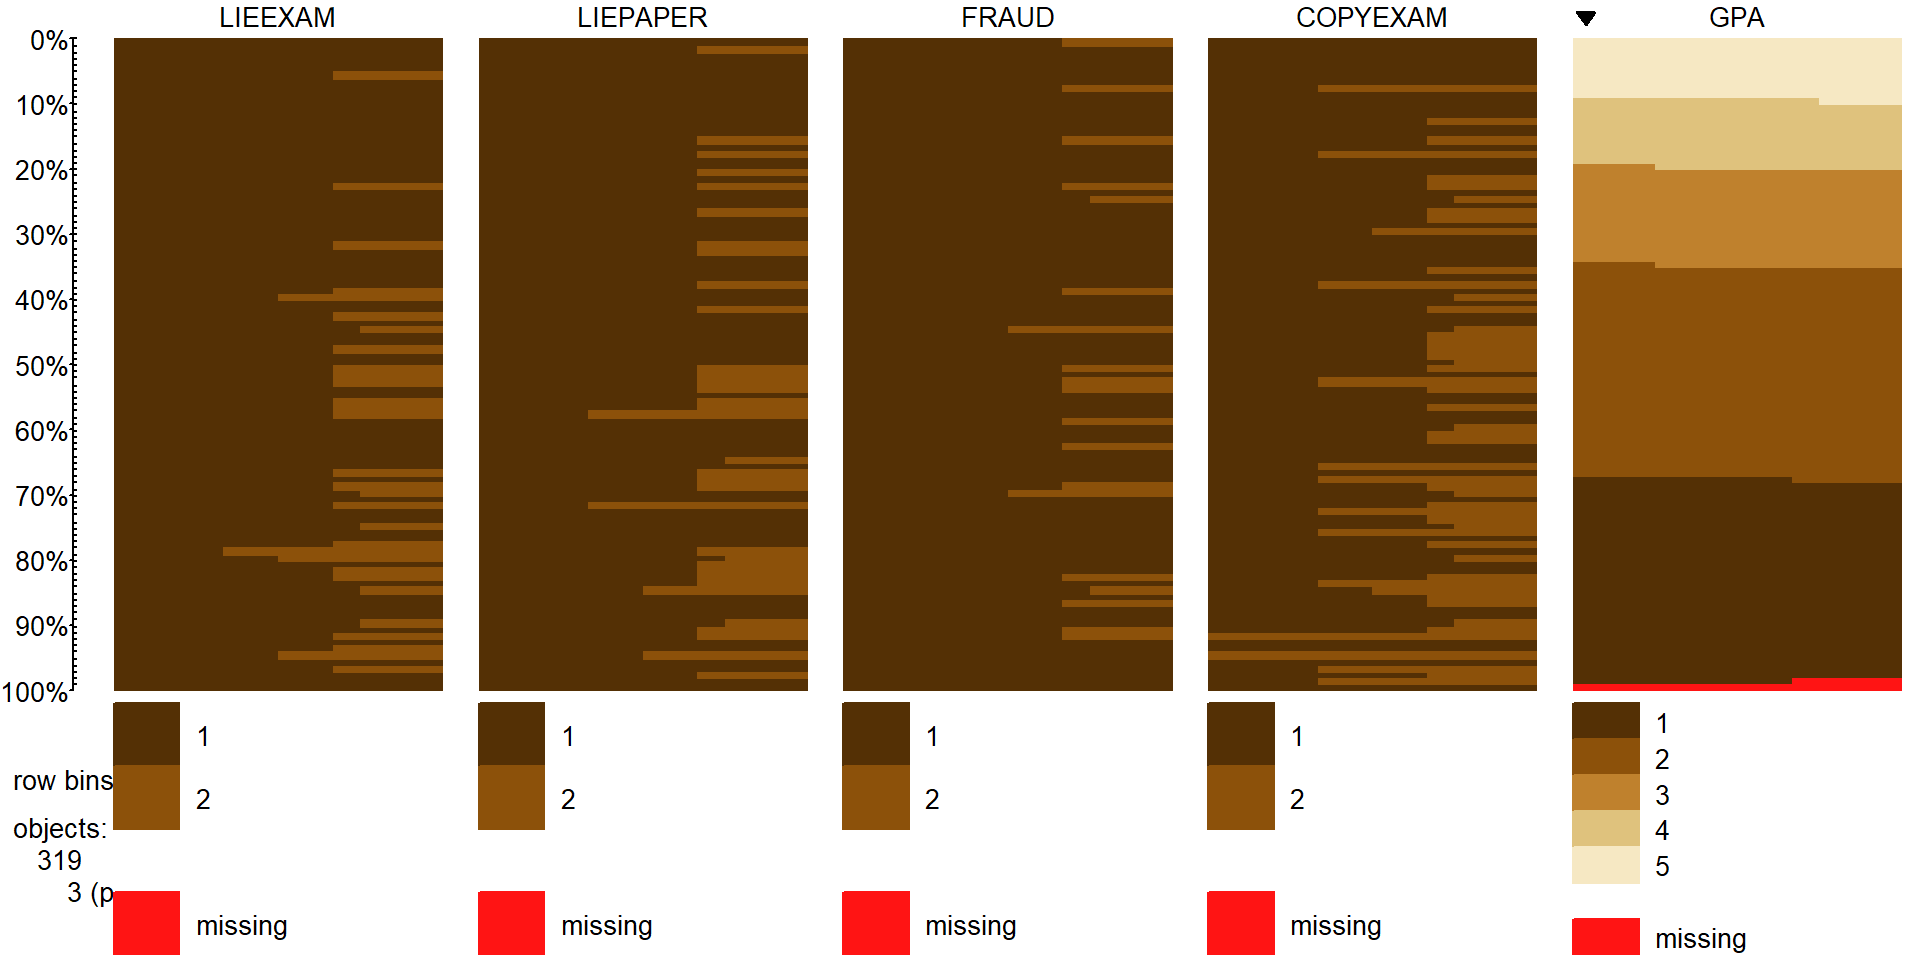 LIEEXAM LIEPAPER FRAUD COPYEXAM GPA
0%
10%
20%
30%
40%
50%
60%
70%
80%
90%
100%
row bins
objects:
319
3 (p
1
2
missing
1
2
missing
1
2
missing
1
2
missing
1
2
3
4
5
missing